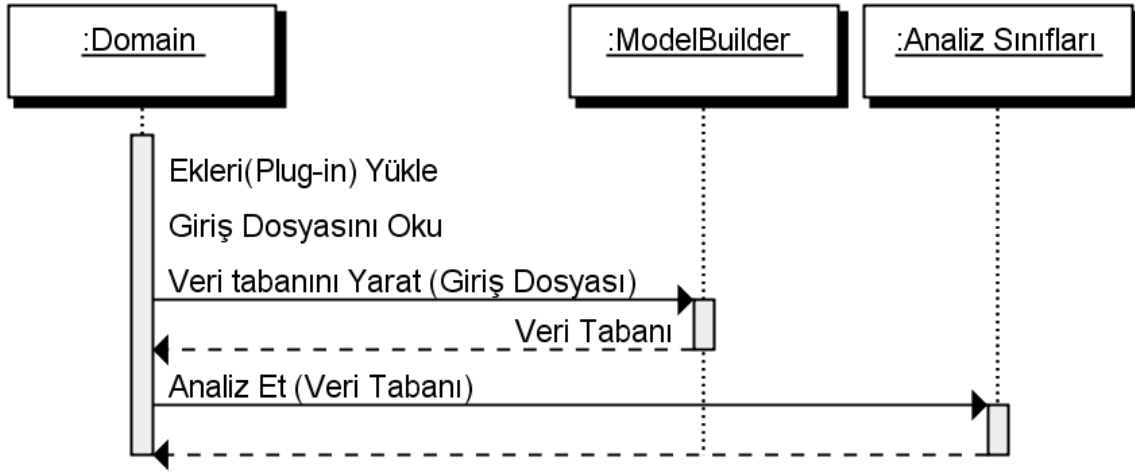 :Domain
:ModelBuilder
:Analiz Sınıfları
Ekleri(Plug-in) Yükle
Giriş Dosyasını Oku
Veri tabanını Yarat (Giriş Dosyası)
Veri Tabanı
Analiz Et (Veri Tabanı)